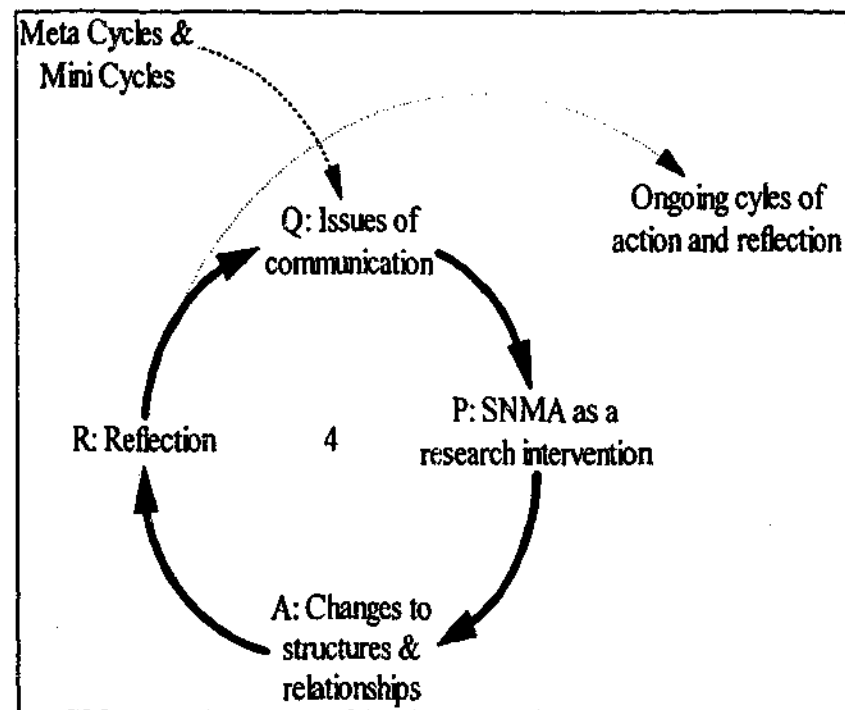 Meta Cycles &
Mini Cycles
Q: Issues of
communication
Ongoing cyles of
action and reflection
P: SNMA as a
research intervention
R: Reflection
4
A: Changes to
structures &
relationships